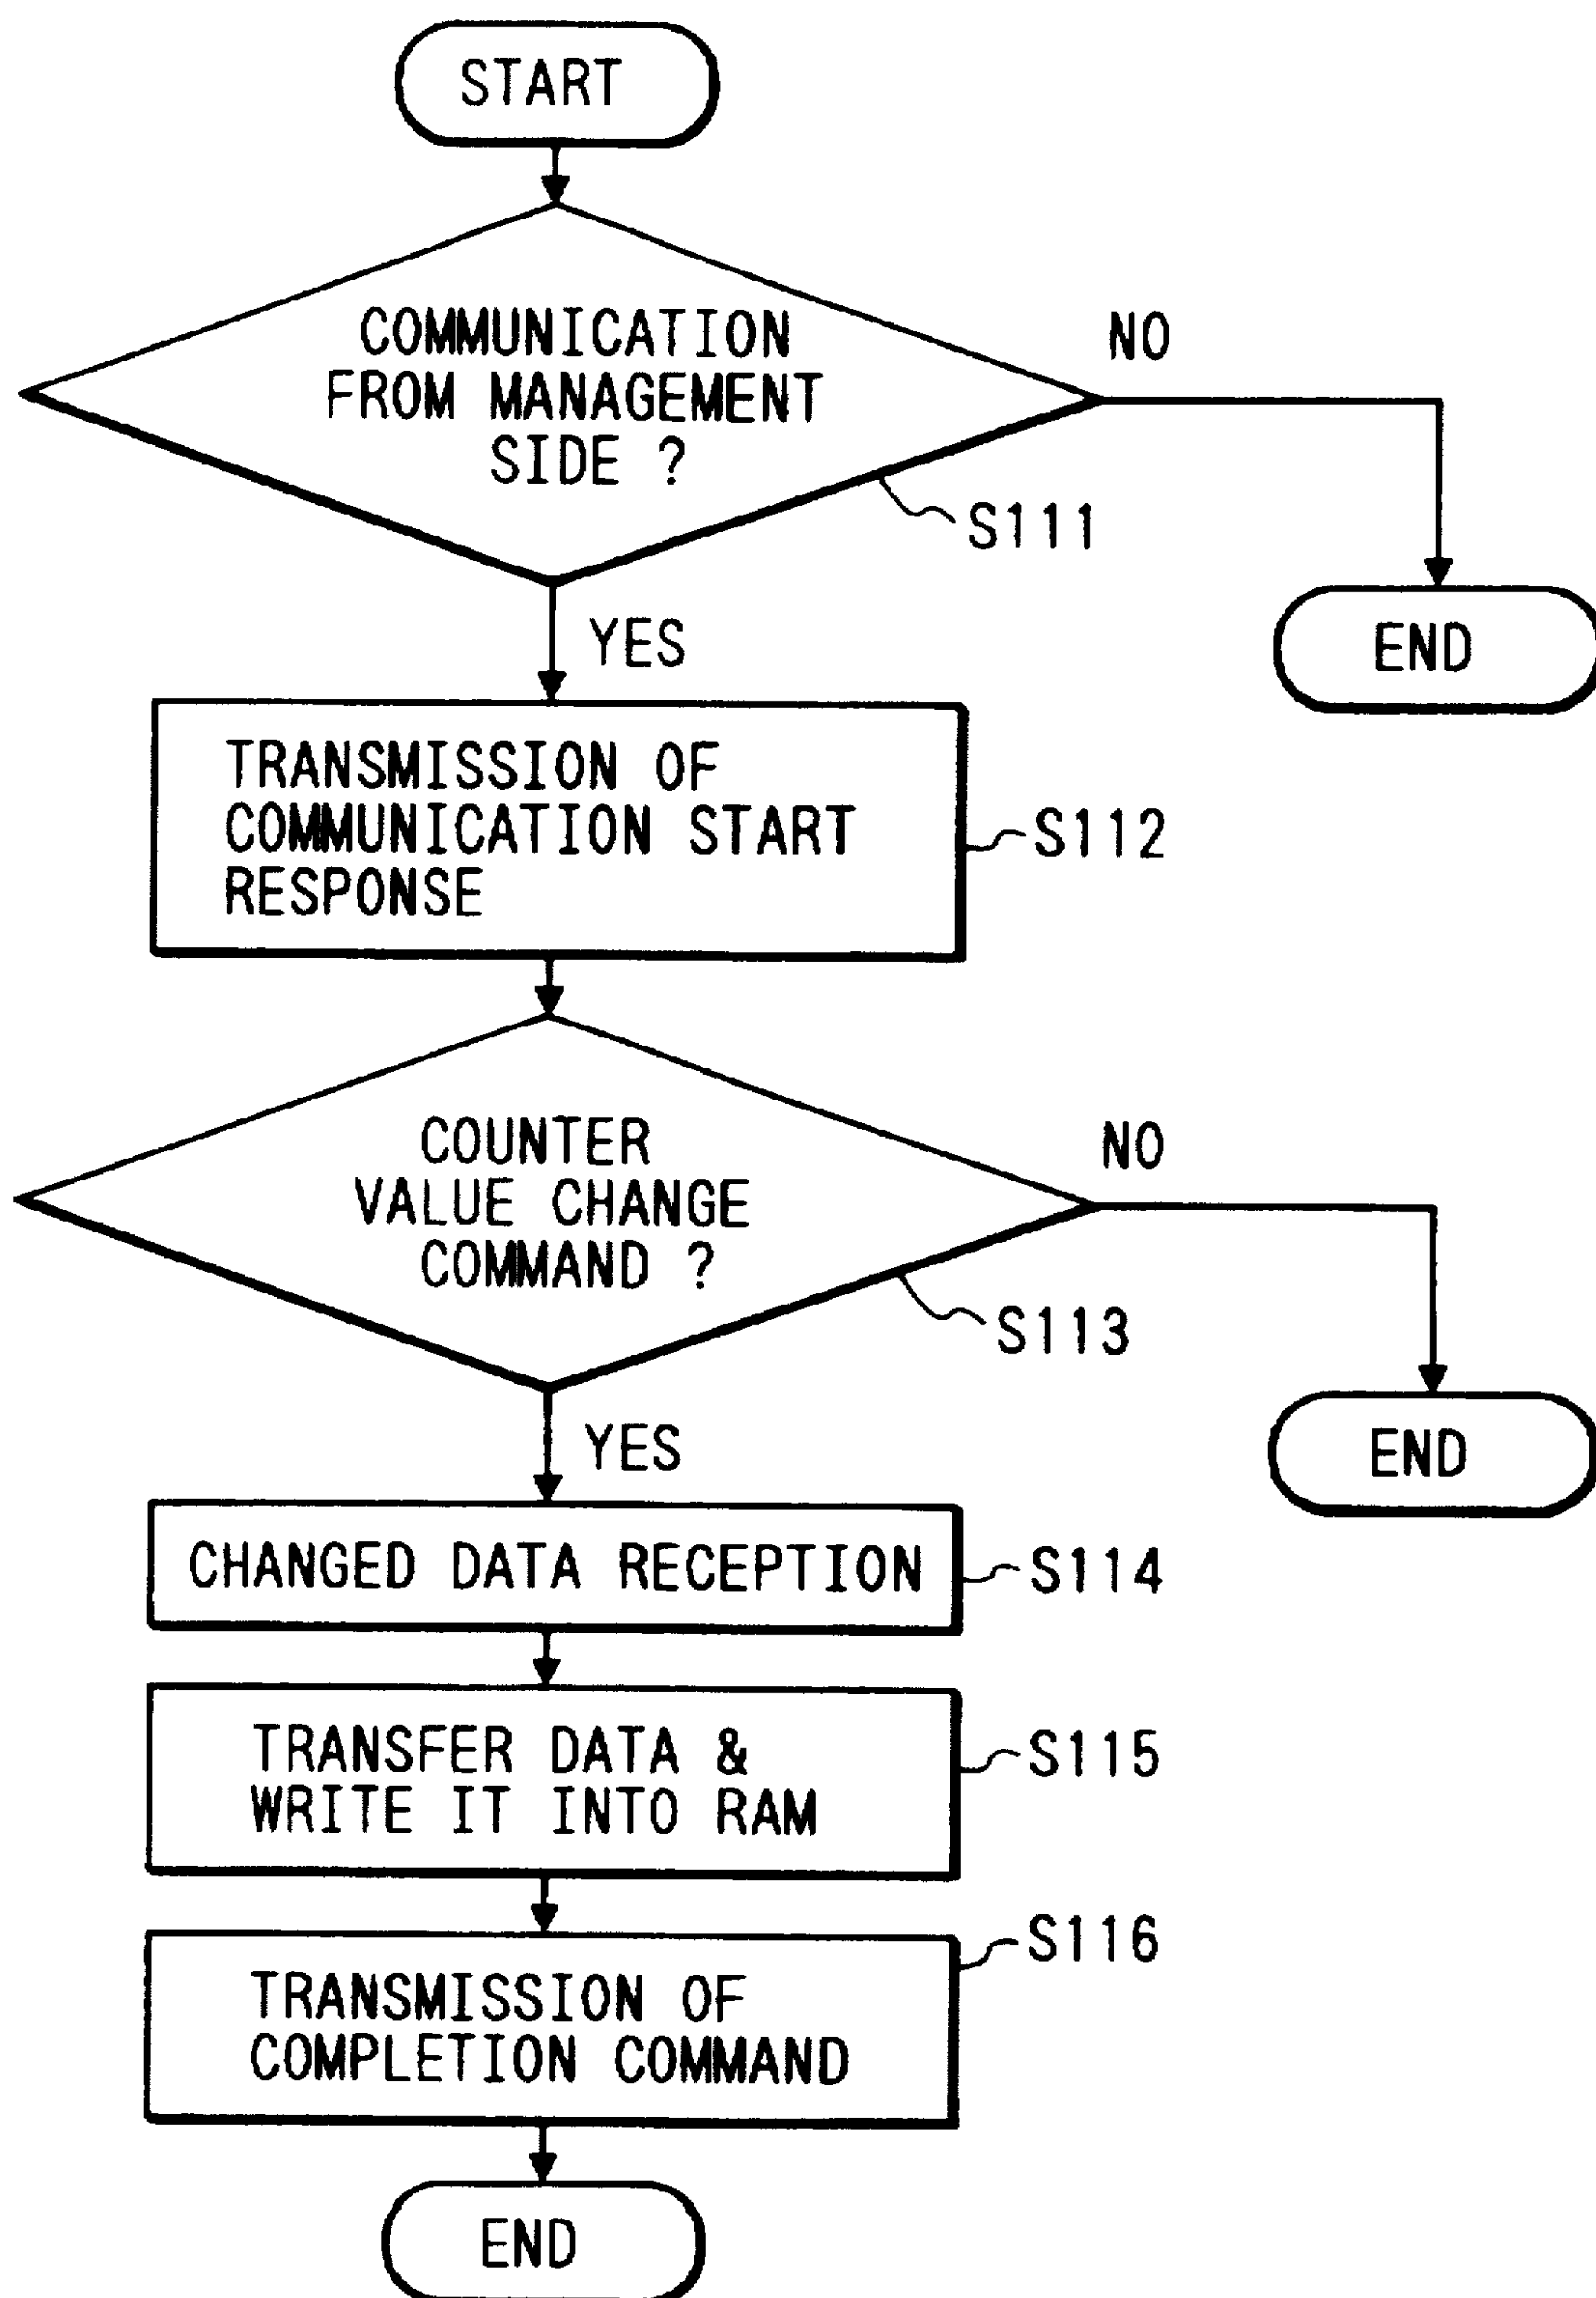 START
COMMUNICATION
FROM MANAGEMENT
SIDE ?
NO
S111
END
YES
TRANSMISSION OF
COMMUNICATION START
RESPONSE
S112
COUNTER
VALUE CHANGE
COMMAND ?
NO
S113
END
YES
CHANGED DATA RECEPTION
S114
TRANSFER DATA &
WRITE IT INTO RAM
S115
TRANSMISSION OF
COMPLETION COMMAND
S116
END